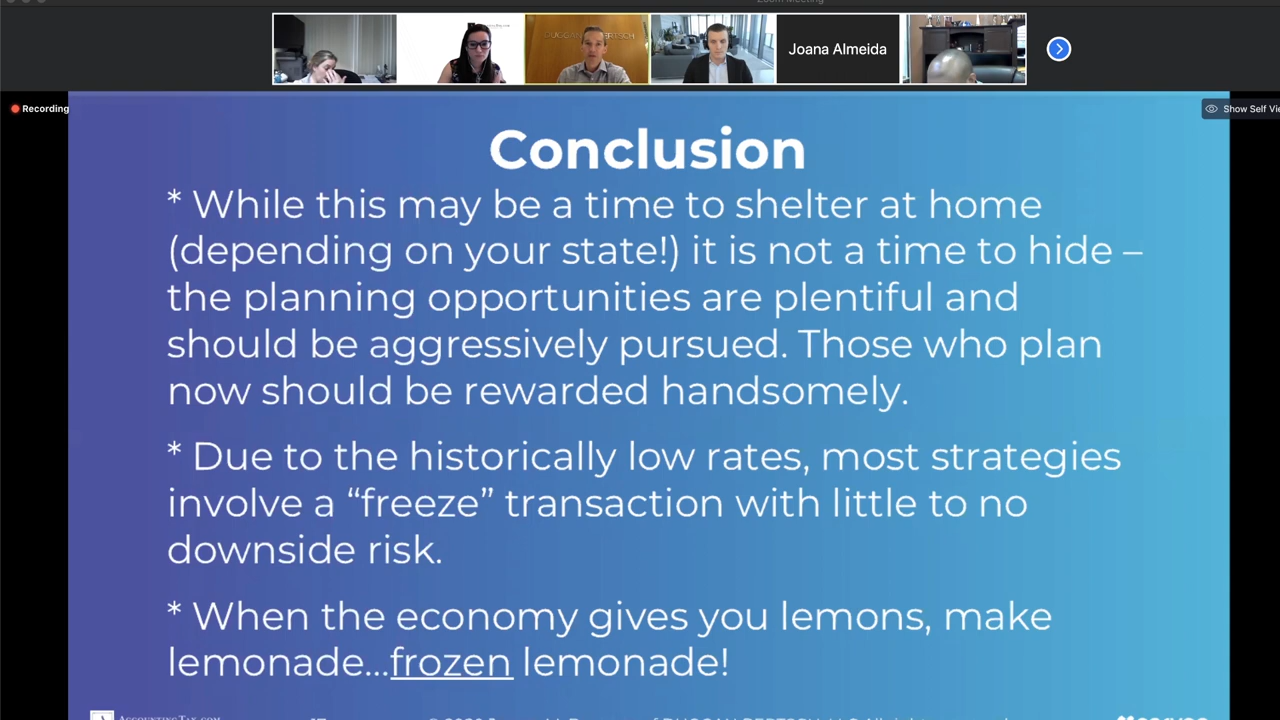 Joana Almeida
Recording
Show Self Vie
Conclusion
* While this may be a time to shelter at home
(depending on your state!) it is not a time to hide –
the planning opportunities are plentiful and
should be aggressively pursued. Those who plan
now should be rewarded handsomely.
* Due to the historically low rates, most strategies
involve a “freeze” transaction with little to no
downside risk.
* When the economy gives you lemons, make
lemonade...frozen lemonade!
AccountingTax.com